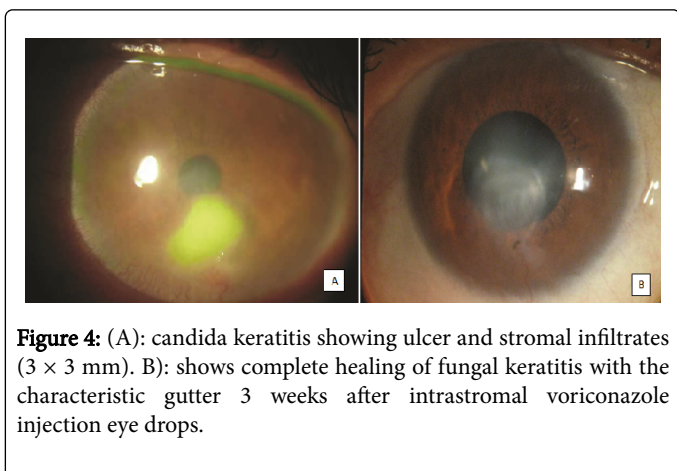 A
B
Figure 4: (A): candida keratitis showing ulcer and stromal infiltrates
(3 × 3 mm). B): shows complete healing of fungal keratitis with the
characteristic gutter 3 weeks after intrastromal voriconazole
injection eye drops.